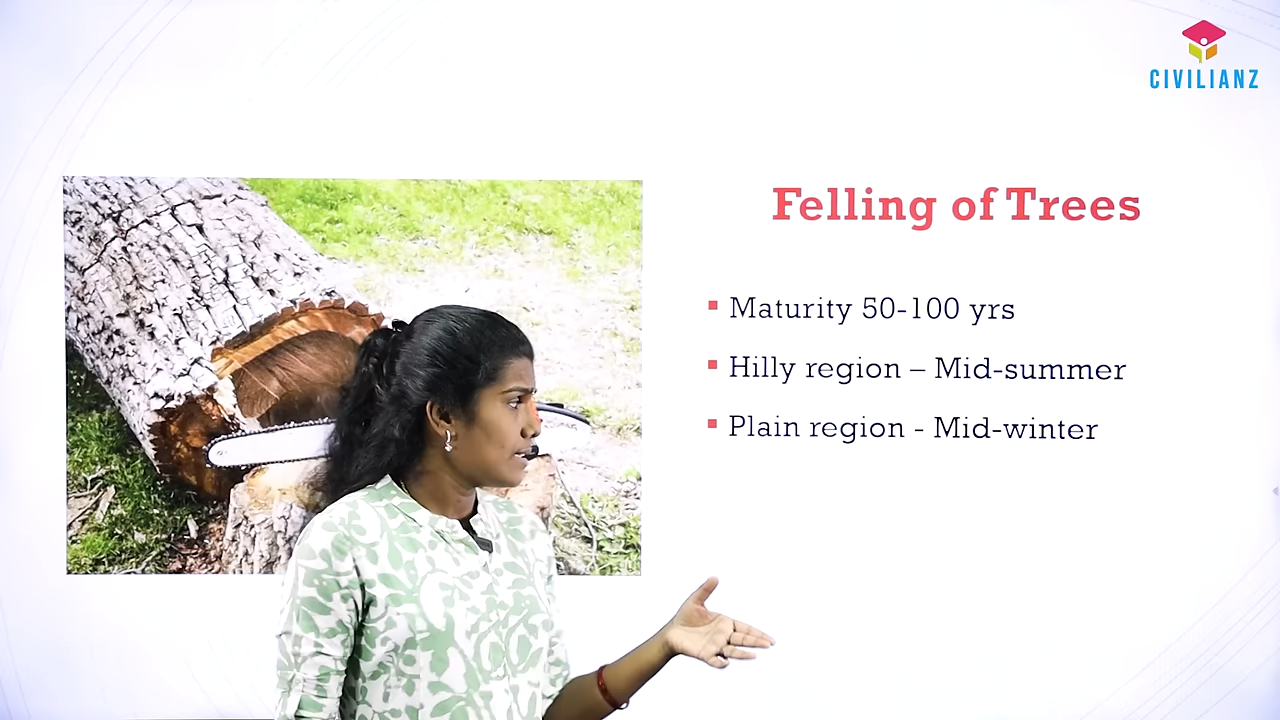 CIVILIANZ
Felling of Trees
Maturity 50-100 yrs
Hilly region – Mid-summer
Plain region - Mid-winter